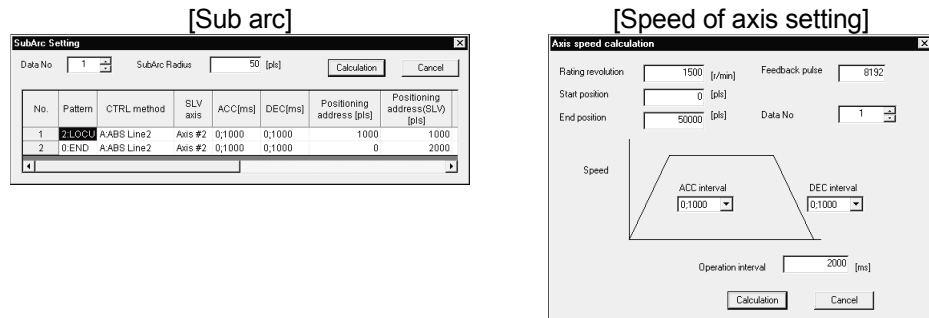 [Sub arc]
SubArc Setting
Data No 1 SubArc Radius 50 [pls] Calculation Cancel
No. Pattern CTRL method SLV axis ACC[ms] DEC[ms] Positioning address [pls] Positioning address(SLV) [pls]
1 2:LOCU A:ABS Line2 Axis #2 0;1000 0;1000 1000 1000
2 0:END A:ABS Line2 Axis #2 0;1000 0;1000 0 2000
[Speed of axis setting]
Axis speed calculation
Rating revolution 1500 [r/min] Feedback pulse 8192
Start position 0 [pls]
End position 50000 [pls] Data No 1
Speed
ACC interval DEC interval
0;1000 0;1000
Operation interval 2000 [ms]
Calculation Cancel